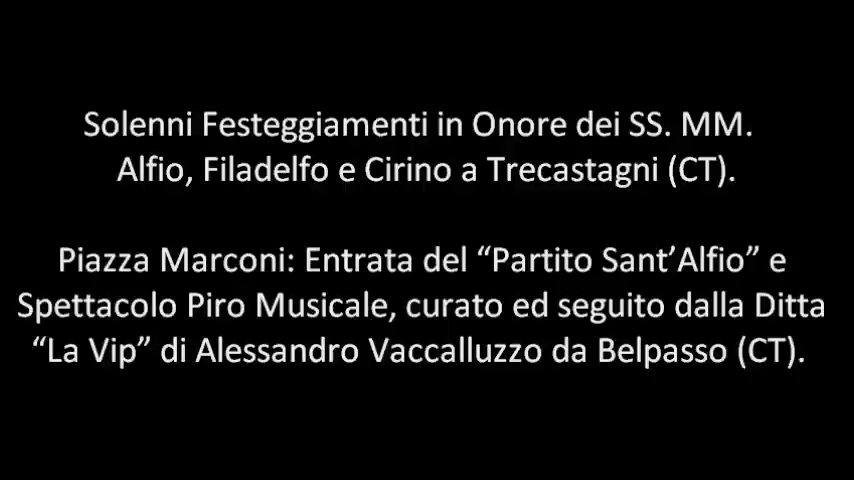 Solenni Festeggiamenti in Onore dei SS. MM.
Alfio, Filadelfo e Cirino a Trecastagni (CT).
Piazza Marconi: Entrata del “Partito Sant’Alfio” e
Spettacolo Piro Musicale, curato ed seguito dalla Ditta
“La Vip” di Alessandro Vaccalluzzo da Belpasso (CT).